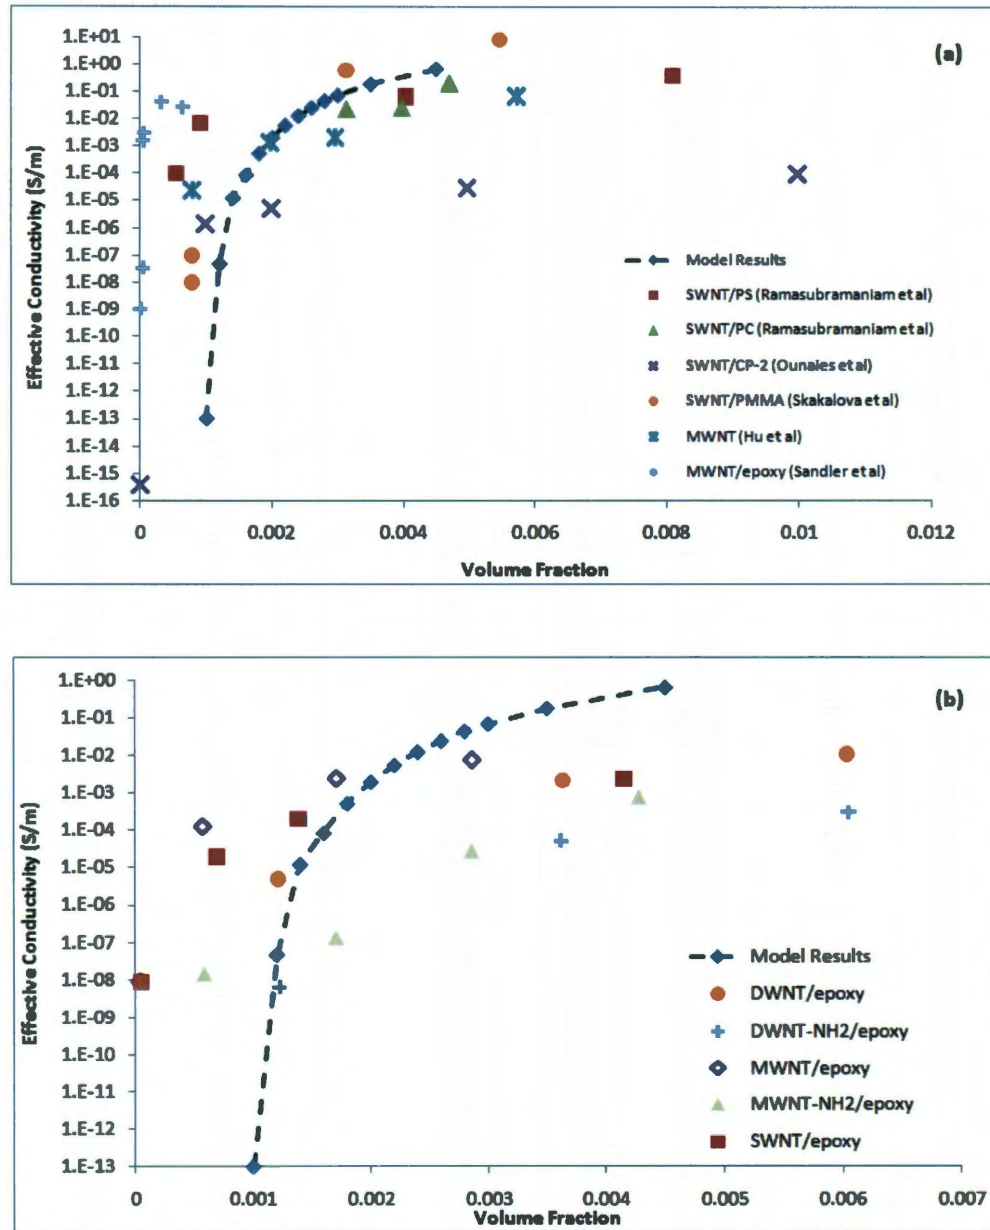 (a)
Effective Conductivity (S/m)
1.E+01
1.E+00
1.E-01
1.E-02
1.E-03
1.E-04
1.E-05
1.E-06
1.E-07
1.E-08
1.E-09
1.E-10
1.E-11
1.E-12
1.E-13
1.E-14
1.E-15
1.E-16
Model Results
SWNT/PS (Ramasubramaniam et al)
SWNT/PC (Ramasubramaniam et al)
SWNT/CP-2 (Ounaies et al)
SWNT/PMMA (Skakalova et al)
MWNT (Hu et al)
MWNT/epoxy (Sandler et al)
0 0.002 0.004 0.006 0.008 0.01 0.012
Volume Fraction
(b)
Effective Conductivity (S/m)
1.E+00
1.E-01
1.E-02
1.E-03
1.E-04
1.E-05
1.E-06
1.E-07
1.E-08
1.E-09
1.E-10
1.E-11
1.E-12
1.E-13
Model Results
DWNT/epoxy
DWNT-NH2/epoxy
MWNT/epoxy
MWNT-NH2/epoxy
SWNT/epoxy
0 0.001 0.002 0.003 0.004 0.005 0.006 0.007
Volume Fraction